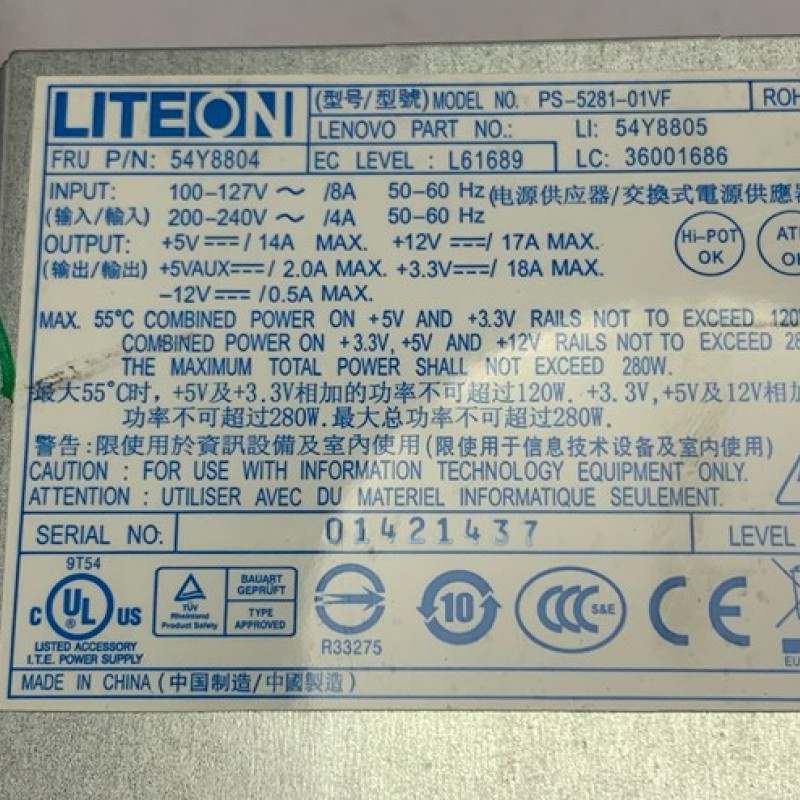 LITEON
(型号/型號) MODEL NO. PS-5281-01VF ROH
LENOVO PART NO.: LI: 54Y8805
FRU P/N: 54Y8804 EC LEVEL : L61689 LC: 36001686
INPUT: 100-127V ~ /8A 50-60 Hz (电源供应器/交換式電源供應器
(输入/輸入) 200-240V ~ /4A 50-60 Hz
OUTPUT: +5V ⎓ / 14A MAX. +12V ⎓ / 17A MAX.
(输出/輸出) +5VAUX⎓ / 2.0A MAX. +3.3V⎓ / 18A MAX.
-12V ⎓ /0.5A MAX.
Hi-POT
OK
MAX. 55°C COMBINED POWER ON +5V AND +3.3V RAILS NOT TO EXCEED 120
COMBINED POWER ON +3.3V, +5V AND +12V RAILS NOT TO EXCEED 28
THE MAXIMUM TOTAL POWER SHALL NOT EXCEED 280W.
最大55°C时, +5V及+3.3V相加的功率不可超过120W. +3.3V,+5V及12V相加
功率不可超过280W.最大总功率不可超过280W.
警告:限使用於資訊設備及室內使用(限使用于信息技术设备及室内使用)
CAUTION : FOR USE WITH INFORMATION TECHNOLOGY EQUIPMENT ONLY.
ATTENTION : UTILISER AVEC DU MATERIEL INFORMATIQUE SEULEMENT.
SERIAL NO: 01421437 LEVEL
9T54
c UL ® US
LISTED ACCESSORY
I.T.E. POWER SUPPLY
TÜV
Rheinland
Product Safety
BAUART
GEPRÜFT
TYPE
APPROVED
R33275
10
CCC S&E
CE
EU
MADE IN CHINA (中国制造/中國製造)